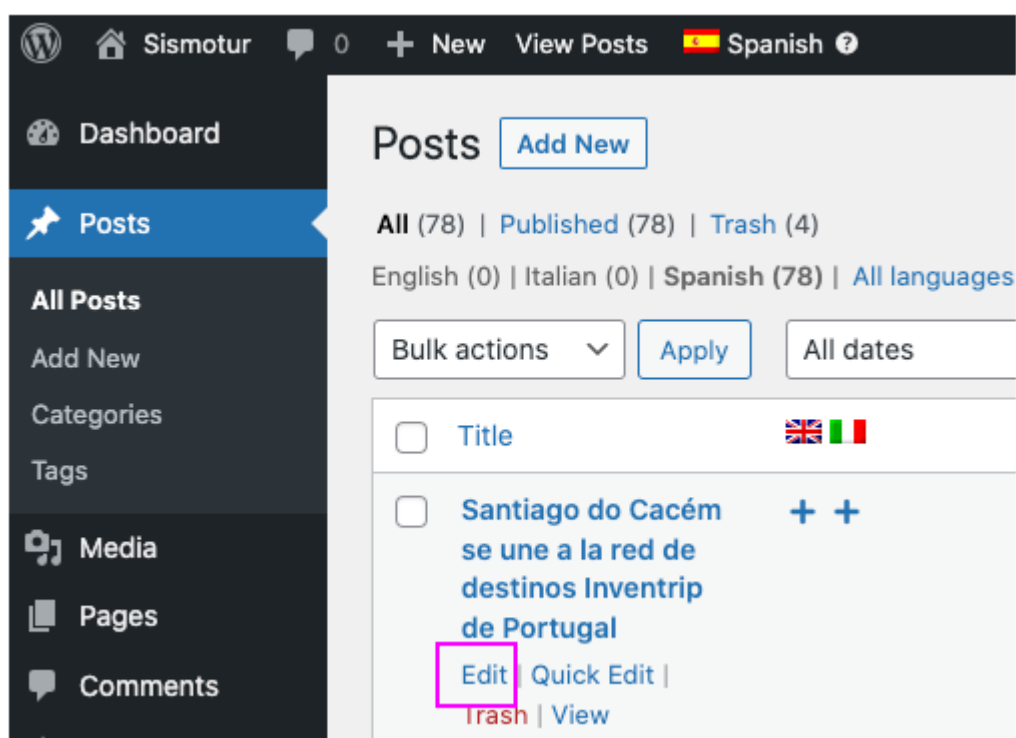 Sismotur 0 + New View Posts Spanish ?
Dashboard
Posts
All Posts
Add New
Categories
Tags
Media
Pages
Comments
Posts Add New
All (78) | Published (78) | Trash (4)
English (0) | Italian (0) | Spanish (78) | All languages
Bulk actions Apply All dates
Title
Santiago do Cacém + +
se une a la red de
destinos Inventrip
de Portugal
Edit | Quick Edit |
Trash | View